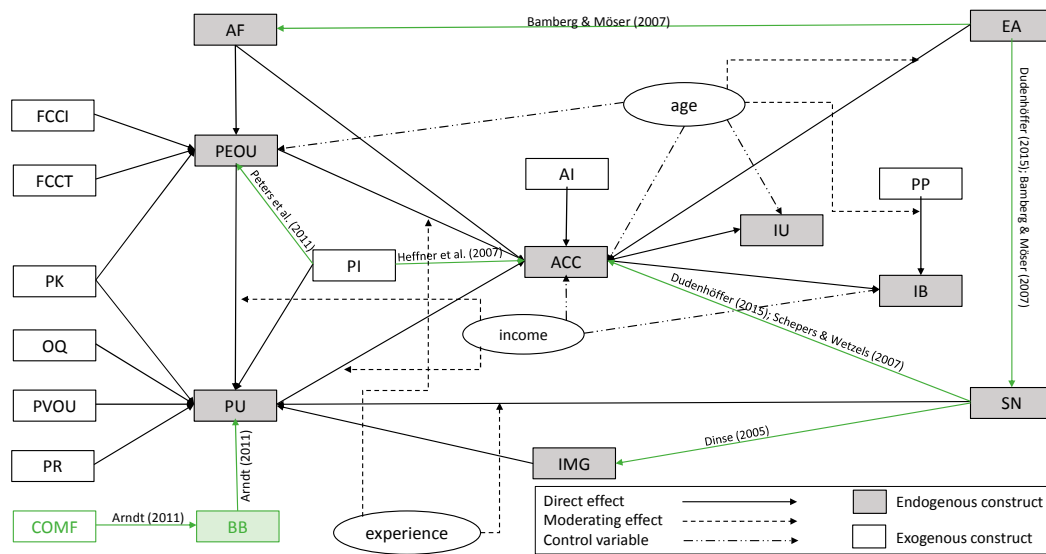 Bamberg & Möser (2007)
AF
EA
FCCI
age
PEOU
FCCT
AI
PP
Dudenhöffer (2015); Bamberg & Möser
(2007)
Peters et al.
(2011)
IU
PK
PI
Heffner et al. (2007)
ACC
IB
Dudenhöffer (2015); Schepers & Wetzels (2007)
income
OQ
PVOU
PU
SN
Arndt
(2011)
Dinse (2005)
PR
IMG
COMF
Arndt (2011)
BB
experience
Direct effect
Moderating effect
Control variable
Endogenous construct
Exogenous construct